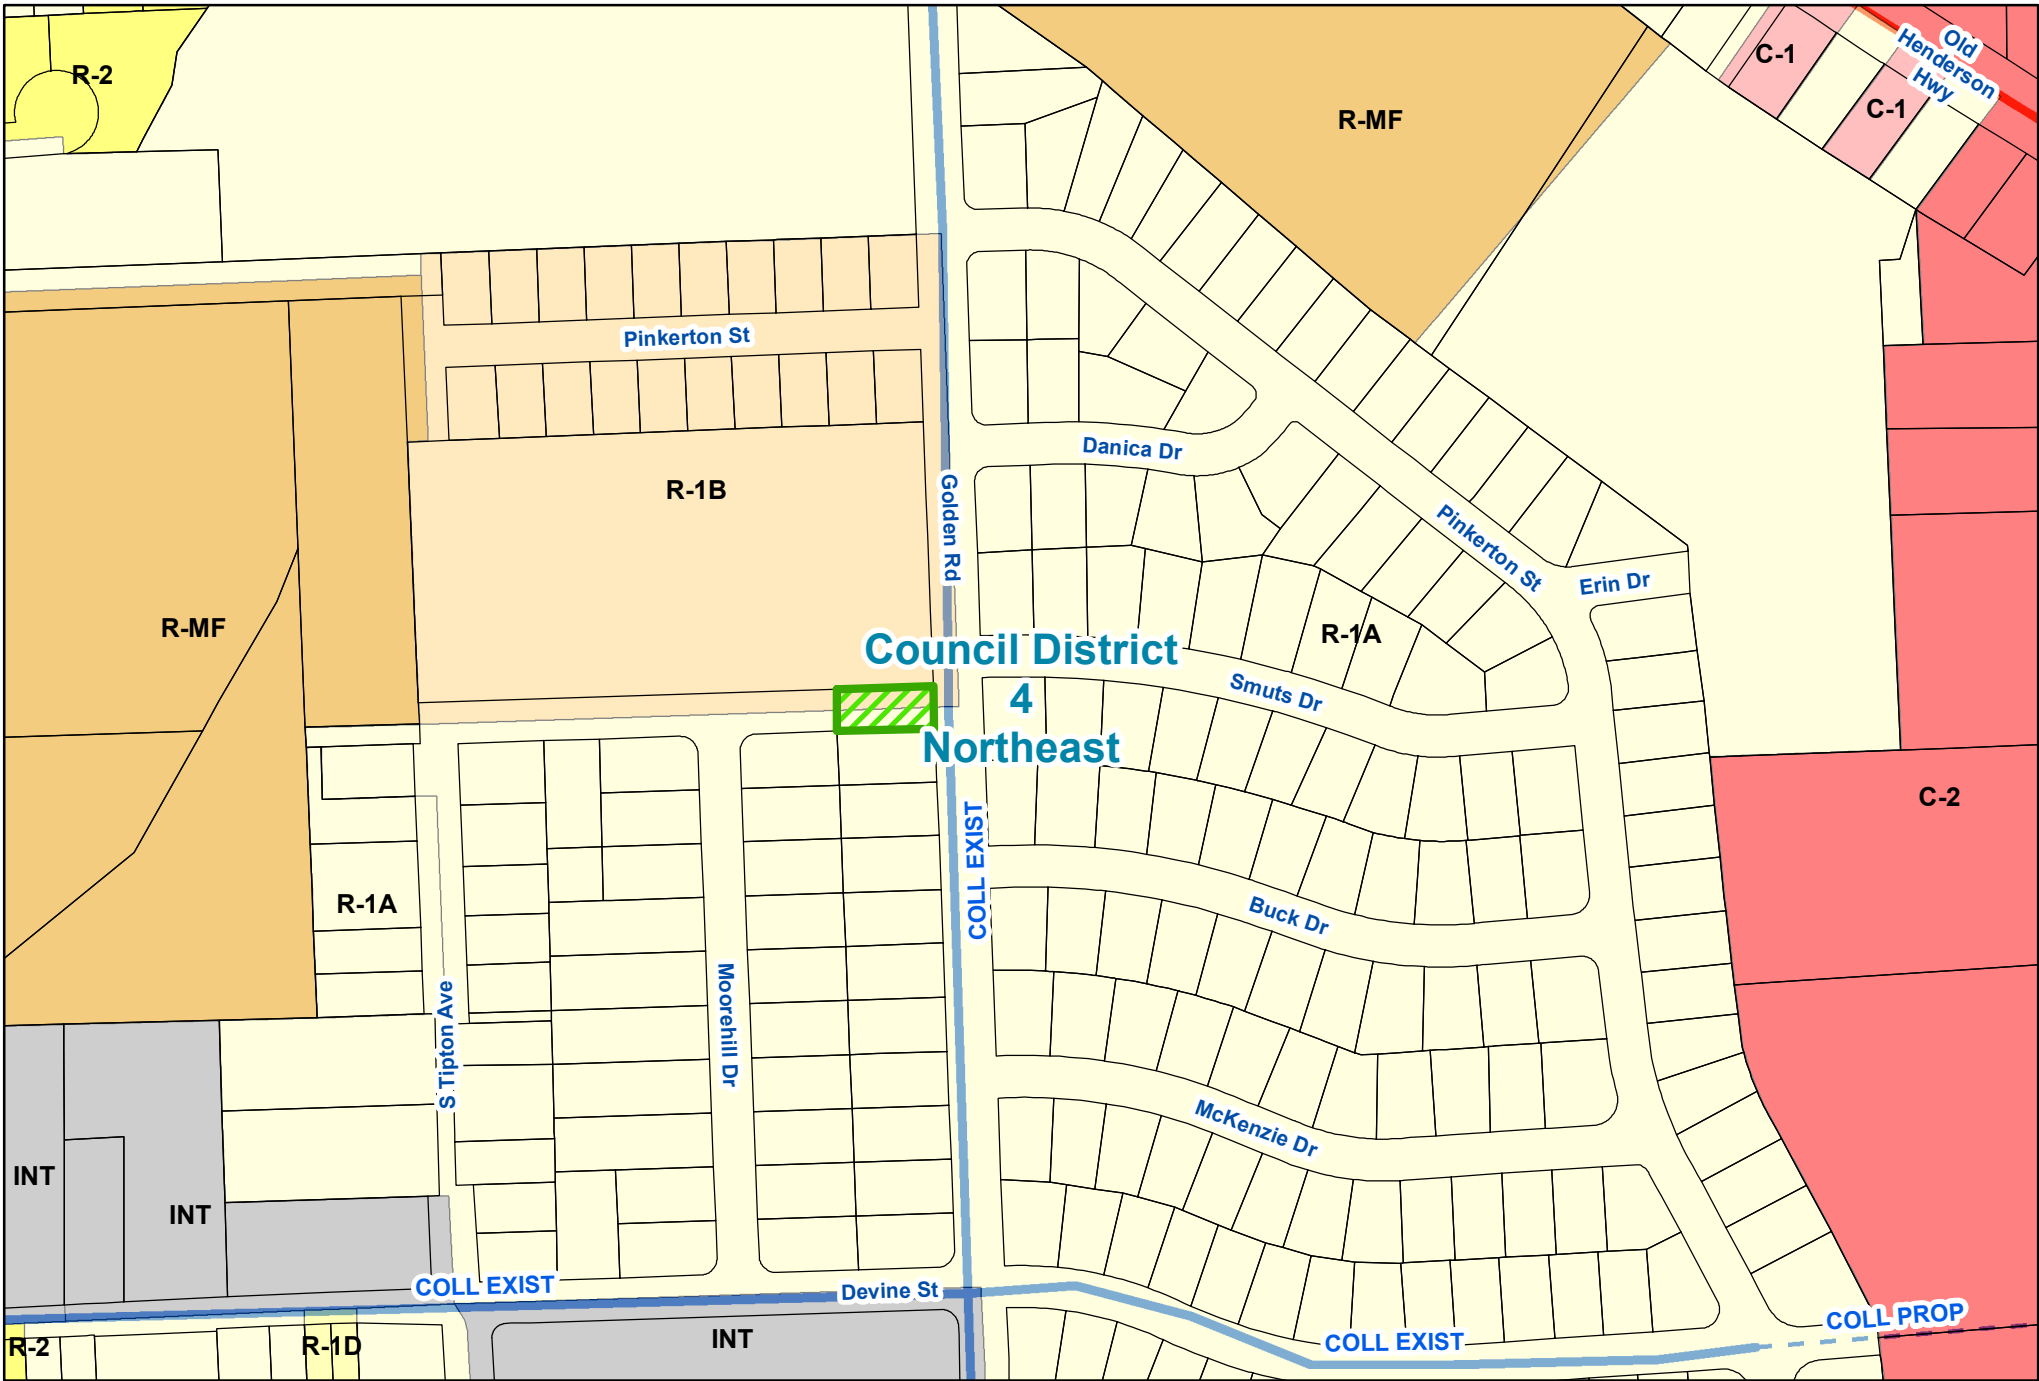 Old
Henderson
Hwy
C-1
R-2
C-1
R-MF
Pinkerton St
Danica Dr
R-1B
Golden Rd
Pinkerton St
Erin Dr
R-MF
R-1A
Council District
4
Northeast
Smuts Dr
C-2
COLL EXIST
R-1A
Buck Dr
Moorehill Dr
S Tipton Ave
McKenzie Dr
INT
INT
COLL EXIST
Devine St
COLL PROP
R-2
R-1D
INT
COLL EXIST